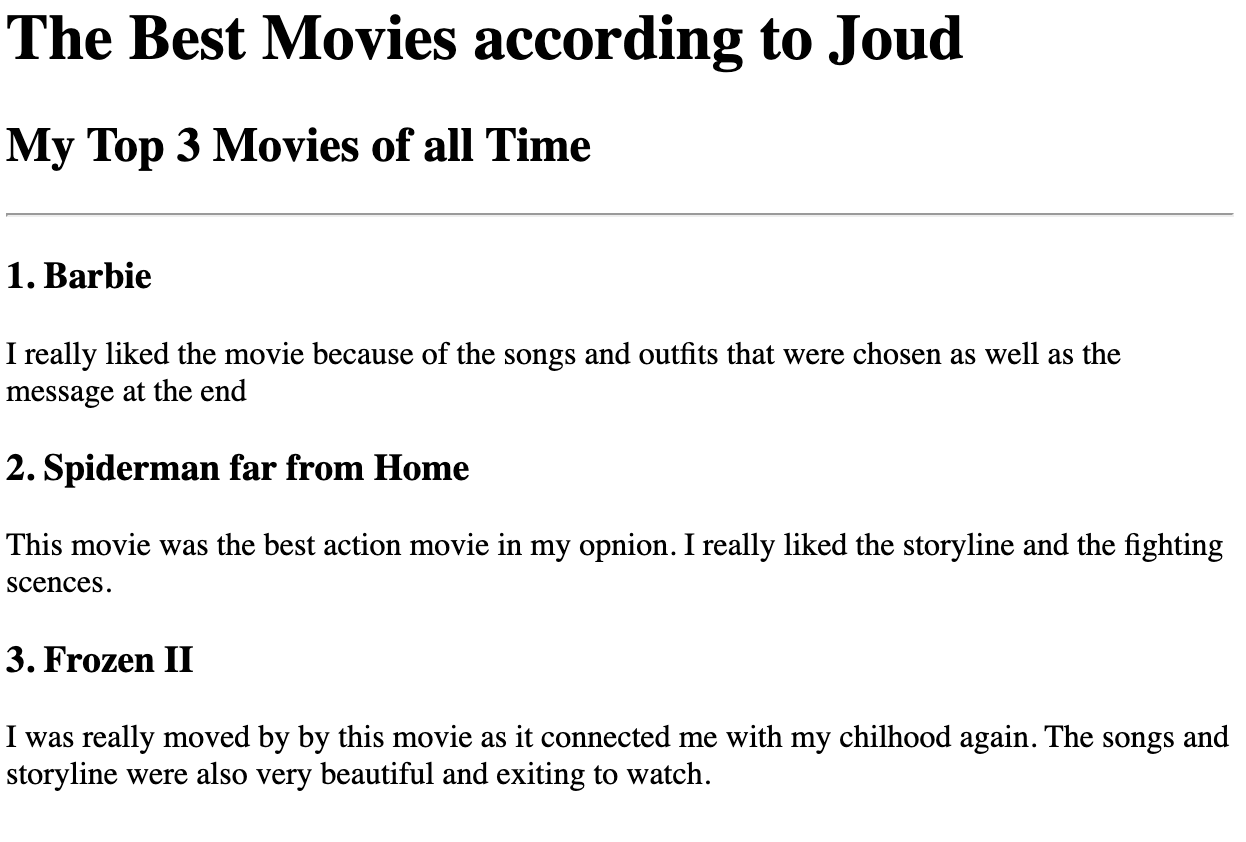 The Best Movies according to Joud
My Top 3 Movies of all Time
1. Barbie
I really liked the movie because of the songs and outfits that were chosen as well as the
message at the end
2. Spiderman far from Home
This movie was the best action movie in my opnion. I really liked the storyline and the fighting
scences.
3. Frozen II
I was really moved by by this movie as it connected me with my chilhood again. The songs and
storyline were also very beautiful and exiting to watch.